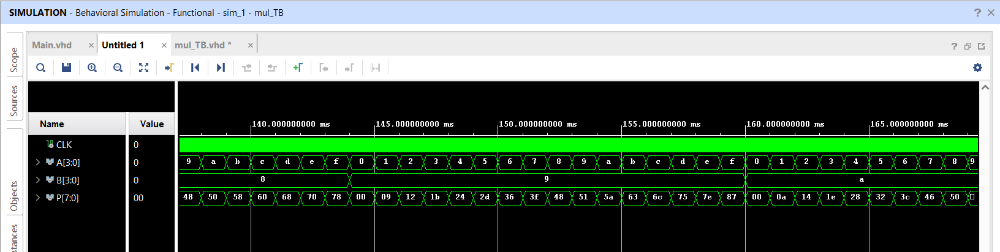 SIMULATION - Behavioral Simulation - Functional - sim_1 - mul_TB ? ×
Scope
Sources
Objects
stances
Main.vhd × Untitled 1 × mul_TB.vhd * × ?
Name Value
140.000000000 ms 145.000000000 ms 150.000000000 ms 155.000000000 ms 160.000000000 ms 165.000000000 ms
CLK 0
A[3:0] 0 9 a b c d e f 0 1 2 3 4 5 6 7 8 9 a b c d e f 0 1 2 3 4 5 6 7 8 9
B[3:0] 0 8 9 a
P[7:0] 00 48 50 58 60 68 70 78 00 09 12 1b 24 2d 36 3f 48 51 5a 63 6c 75 7e 87 00 0a 14 1e 28 32 3c 46 50